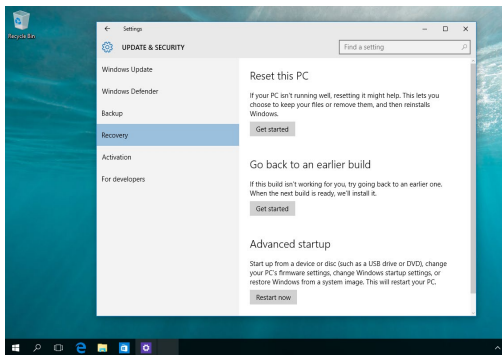 Recycle Bin
Settings
UPDATE & SECURITY
Find a setting
Windows Update
Windows Defender
Backup
Recovery
Activation
For developers
Reset this PC
If your PC isn't running well, resetting it might help. This lets you
choose to keep your files or remove them, and then reinstalls
Windows.
Get started
Go back to an earlier build
If this build isn't working for you, try going back to an earlier one.
When the next build is ready, we'll install it.
Get started
Advanced startup
Start up from a device or disc (such as a USB drive or DVD), change
your PC's firmware settings, change Windows startup settings, or
restore Windows from a system image. This will restart your PC.
Restart now